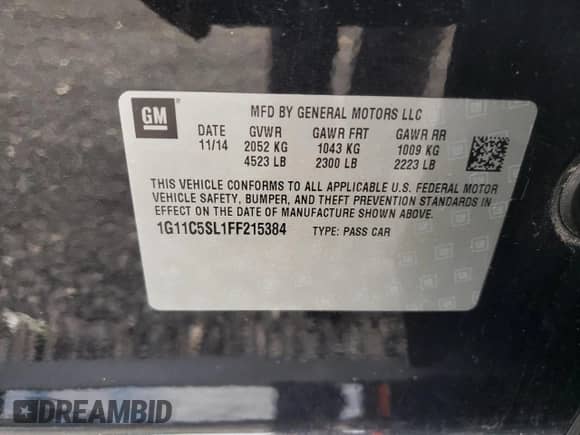 GM
MFD BY GENERAL MOTORS LLC
DATE GVWR GAWR FRT GAWR RR
11/14 2052 KG 1043 KG 1009 KG
4523 LB 2300 LB 2223 LB
THIS VEHICLE CONFORMS TO ALL APPLICABLE U.S. FEDERAL MOTOR
VEHICLE SAFETY, BUMPER, AND THEFT PREVENTION STANDARDS IN
EFFECT ON THE DATE OF MANUFACTURE SHOWN ABOVE.
1G11C5SL1FF215384 TYPE: PASS CAR
DREAMBID